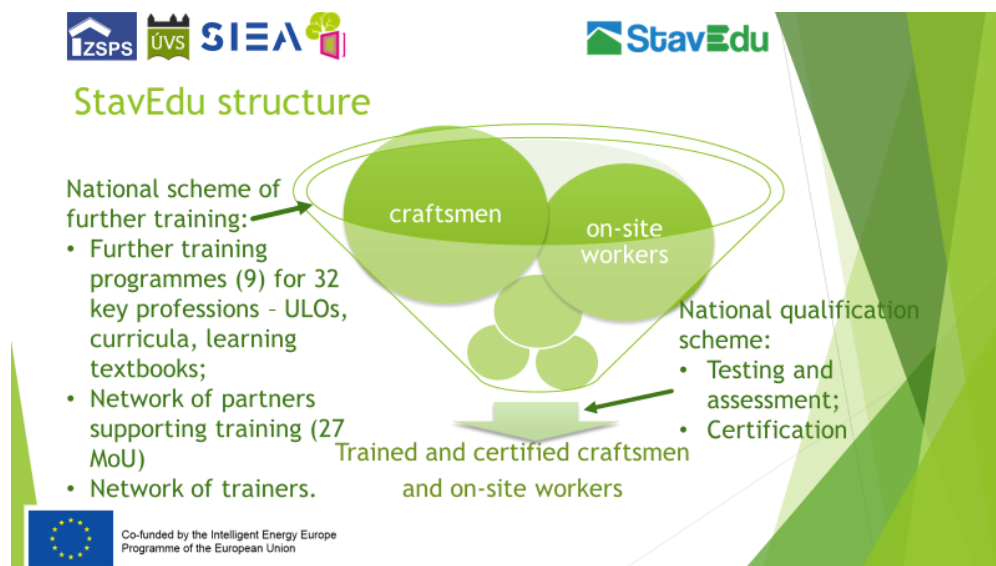 ZSPS ÚVS SIEA
StavEdu
StavEdu structure
National scheme of
further training:
• Further training
programmes (9) for 32
key professions – ULOs,
curricula, learning
textbooks;
• Network of partners
supporting training (27
MoU)
• Network of trainers.
craftsmen
on-site
workers
National qualification
scheme:
• Testing and
assessment;
• Certification
Trained and certified craftsmen
and on-site workers
Co-funded by the Intelligent Energy Europe
Programme of the European Union